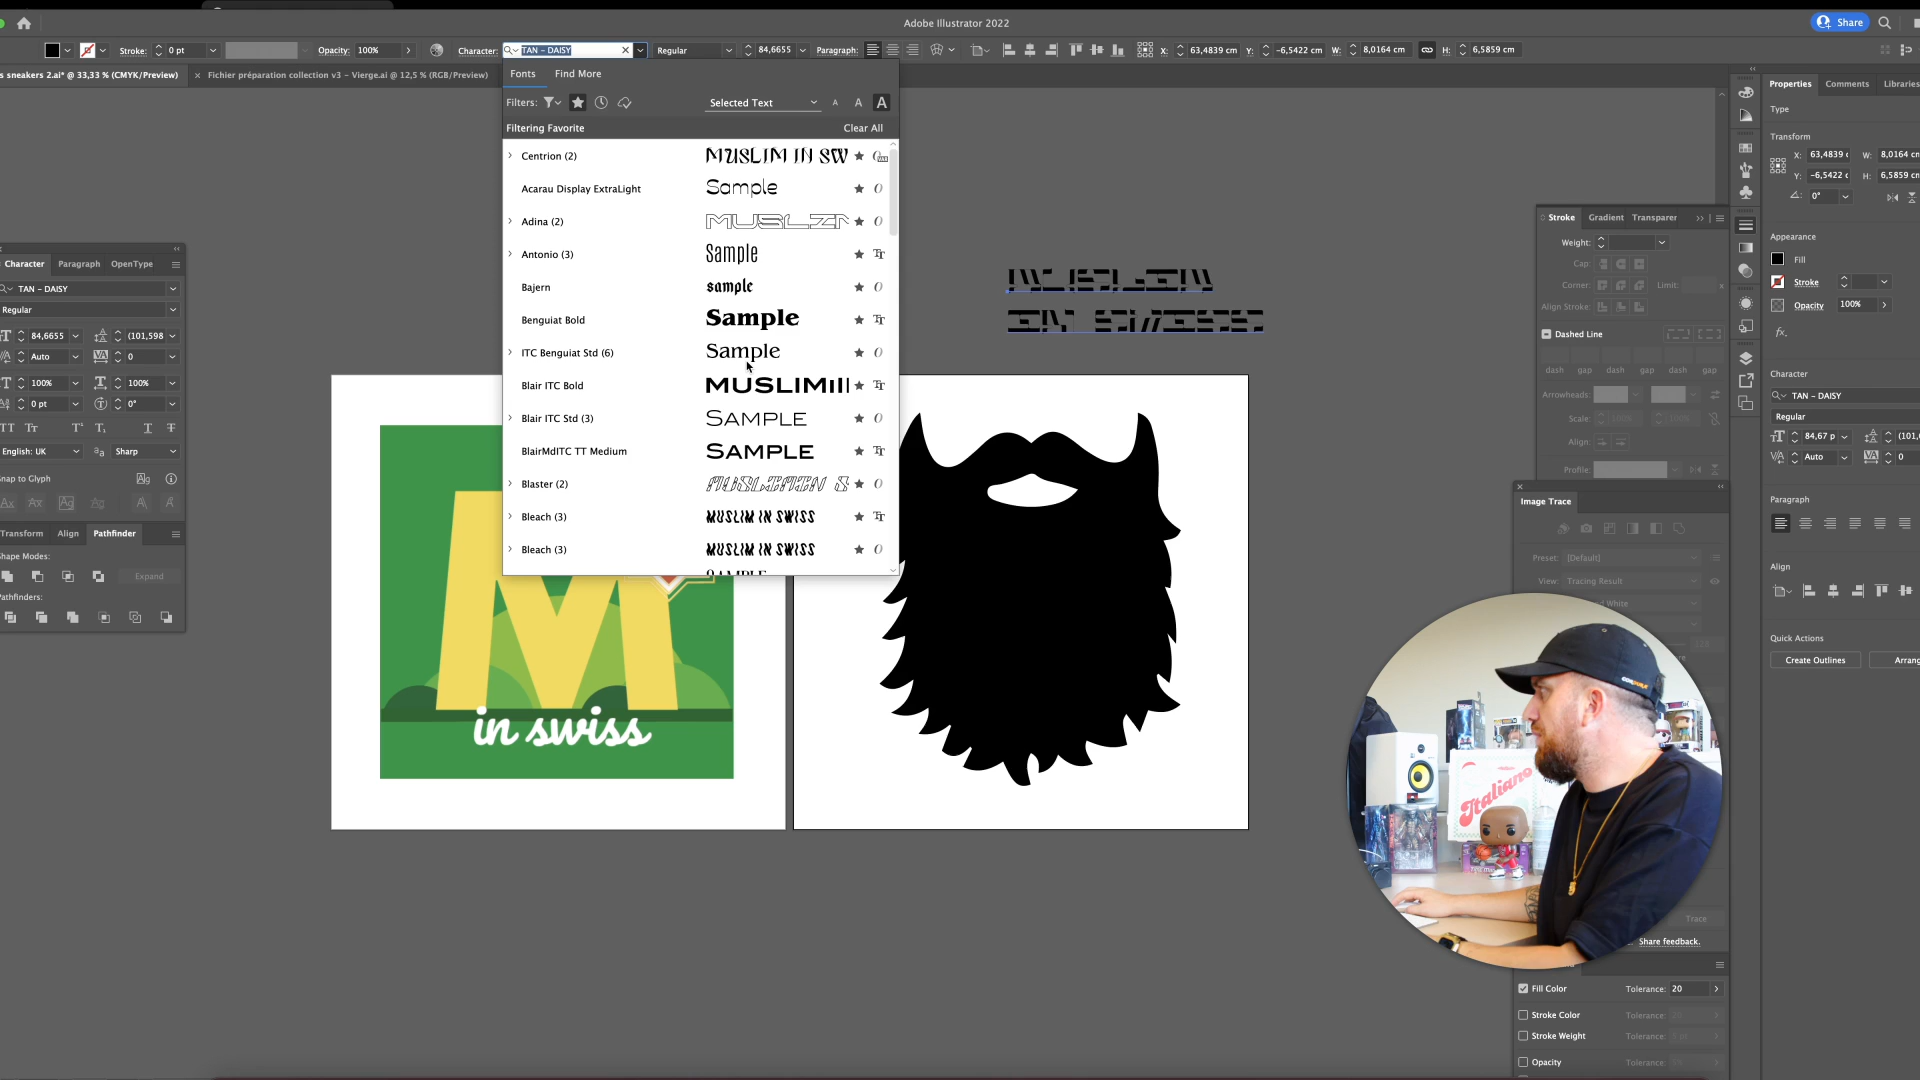 Adobe Illustrator 2022
Share
Stroke: 0 pt Opacity: 100% Character: TAN - DAISY Regular 84,6655 Paragraph: X: 63,4839 cm Y: -6,5422 cm W: 8,0164 cm H: 6,5859 cm
s sneakers 2.ai* @ 33,33 % (CMYK/Preview) Fichier préparation collection v3 - Vierge.ai @ 12,5 % (RGB/Preview)
Fonts Find More
Filters: Selected Text A A A
Filtering Favorite Clear All
Centrion (2) MUSLIM IN SW
Acarau Display ExtraLight Sample
Adina (2) MUSLIM
Antonio (3) Sample
Bajern sample
Benguiat Bold Sample
ITC Benguiat Std (6) Sample
Blair ITC Bold MUSLIM
Blair ITC Std (3) SAMPLE
BlairMdITC TT Medium SAMPLE
Blaster (2) MUSLIM IN S
Bleach (3) MUSLIM IN SWISS
Bleach (3) MUSLIM IN SWISS
Character Paragraph OpenType
TAN - DAISY
Regular
84,6655 (101,598
Auto 0
100% 100%
0 pt 0°
English: UK Sharp
Snap to Glyph
Transform Align Pathfinder
Shape Modes:
Expand
Pathfinders:
MUSLIM
IN SWISS
M
in swiss
Stroke Gradient Transparer
Weight:
Cap:
Corner: Limit:
Align Stroke:
Dashed Line
dash gap dash gap dash gap
Arrowheads:
Scale: 100% 100%
Align:
Profile:
Image Trace
Preset: [Default]
View: Tracing Result
d White
Italiano
Trace
Share feedback.
Fill Color Tolerance: 20
Stroke Color Tolerance:
Stroke Weight Tolerance:
Opacity Tolerance:
Properties Comments Libraries
Type
Transform
X: 63,4839 c W: 8,0164 cm
Y: -6,5422 c H: 6,5859 cm
0°
Appearance
Fill
Stroke
Opacity 100%
fx.
Character
TAN - DAISY
Regular
84,67 p (101,
Auto 0
Paragraph
Align
Quick Actions
Create Outlines Arrang